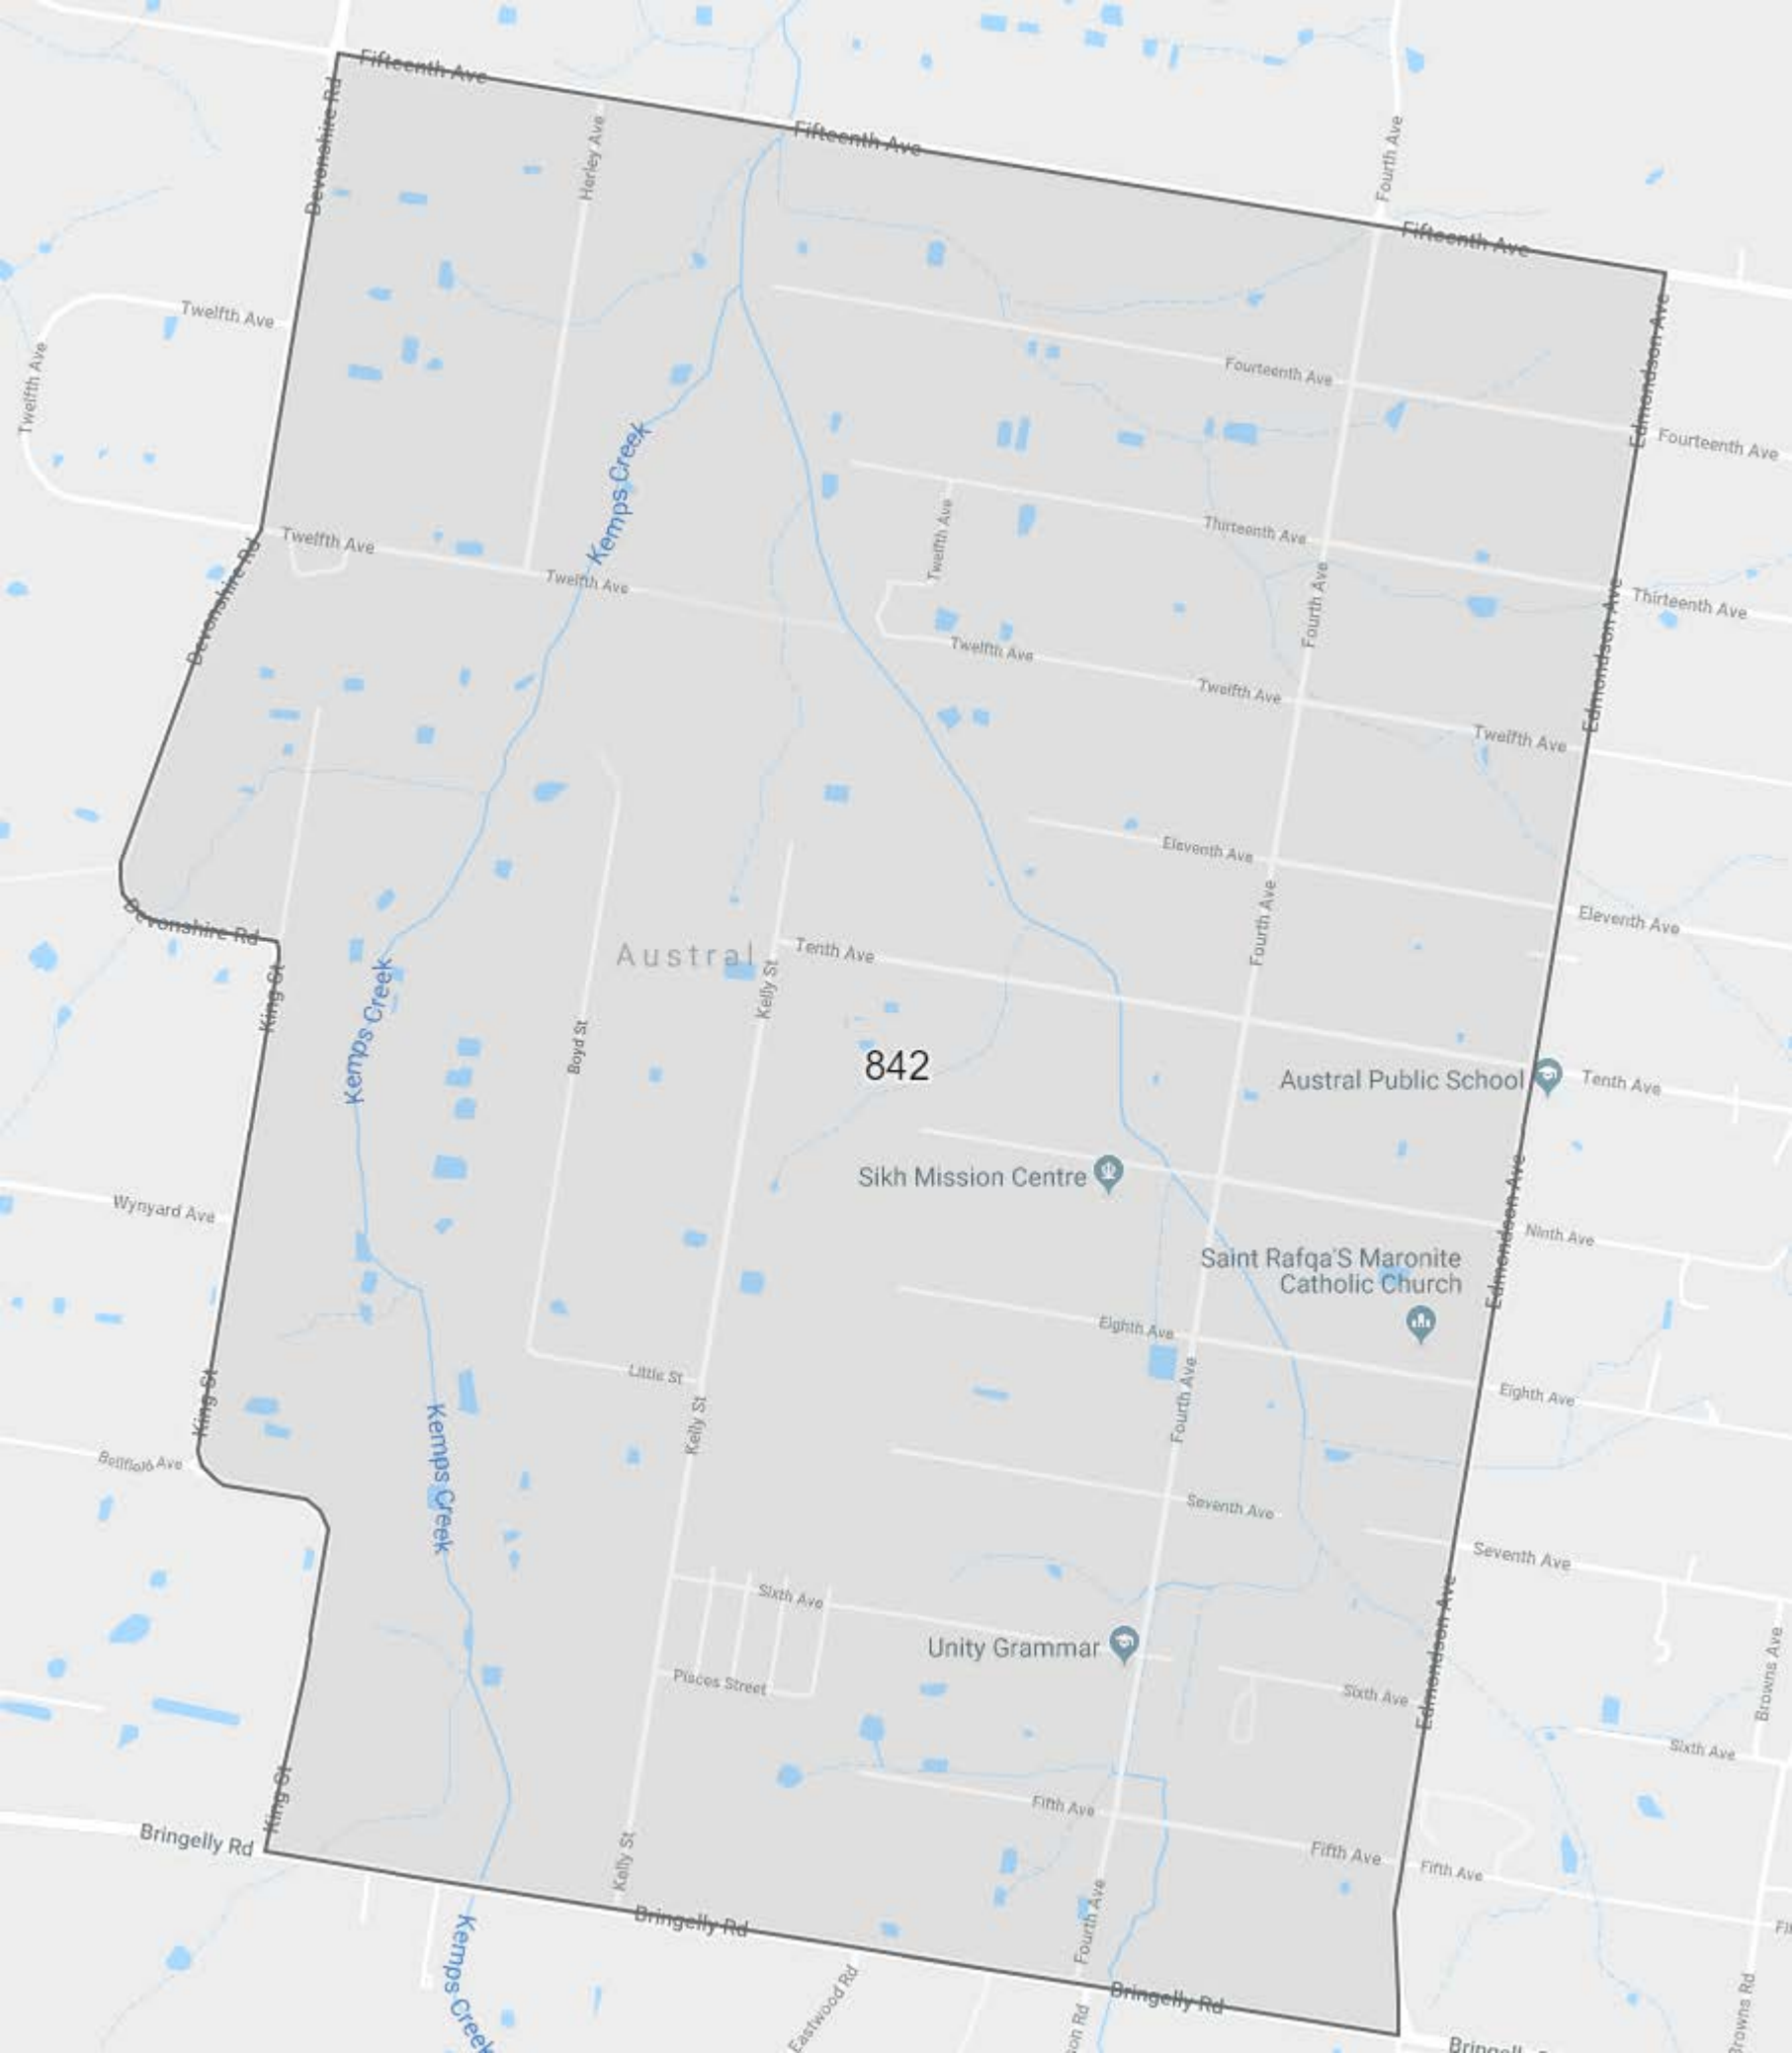 Fifteenth Ave
Devonshire Rd
Herley Ave
Fifteenth Ave
Fourth Ave
Fifteenth Ave
Twelfth Ave
Twelfth Ave
Edmondson Ave
Fourteenth Ave
Fourteenth Ave
Kemps Creek
Twelfth Ave
Thirteenth Ave
Devonshire Rd
Twelfth Ave
Twelfth Ave
Fourth Ave
Edmondson Ave
Thirteenth Ave
Twelfth Ave
Twelfth Ave
Twelfth Ave
Eleventh Ave
Fourth Ave
Eleventh Ave
Devonshire Rd
King St
Kemps Creek
Austral
Kelly St
Tenth Ave
Boyd St
842
Austral Public School
Tenth Ave
Sikh Mission Centre
Wynyard Ave
Edmondson Ave
Ninth Ave
Saint Rafqa'S Maronite
Catholic Church
Eighth Ave
Little St
Fourth Ave
Eighth Ave
King St
Kelly St
Bellfield Ave
Kemps Creek
Seventh Ave
Seventh Ave
Sixth Ave
Edmondson Ave
Unity Grammar
Pisces Street
Sixth Ave
Browns Ave
Sixth Ave
King St
Fifth Ave
Bringelly Rd
Kelly St
Fifth Ave
Fifth Ave
Bringelly Rd
Fourth Ave
Kemps Creek
Eastwood Rd
Bringelly Rd
son Rd
Browns Rd